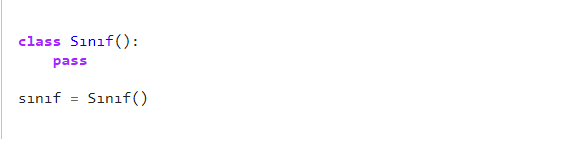 class Sınıf():
    pass
sınıf = Sınıf()